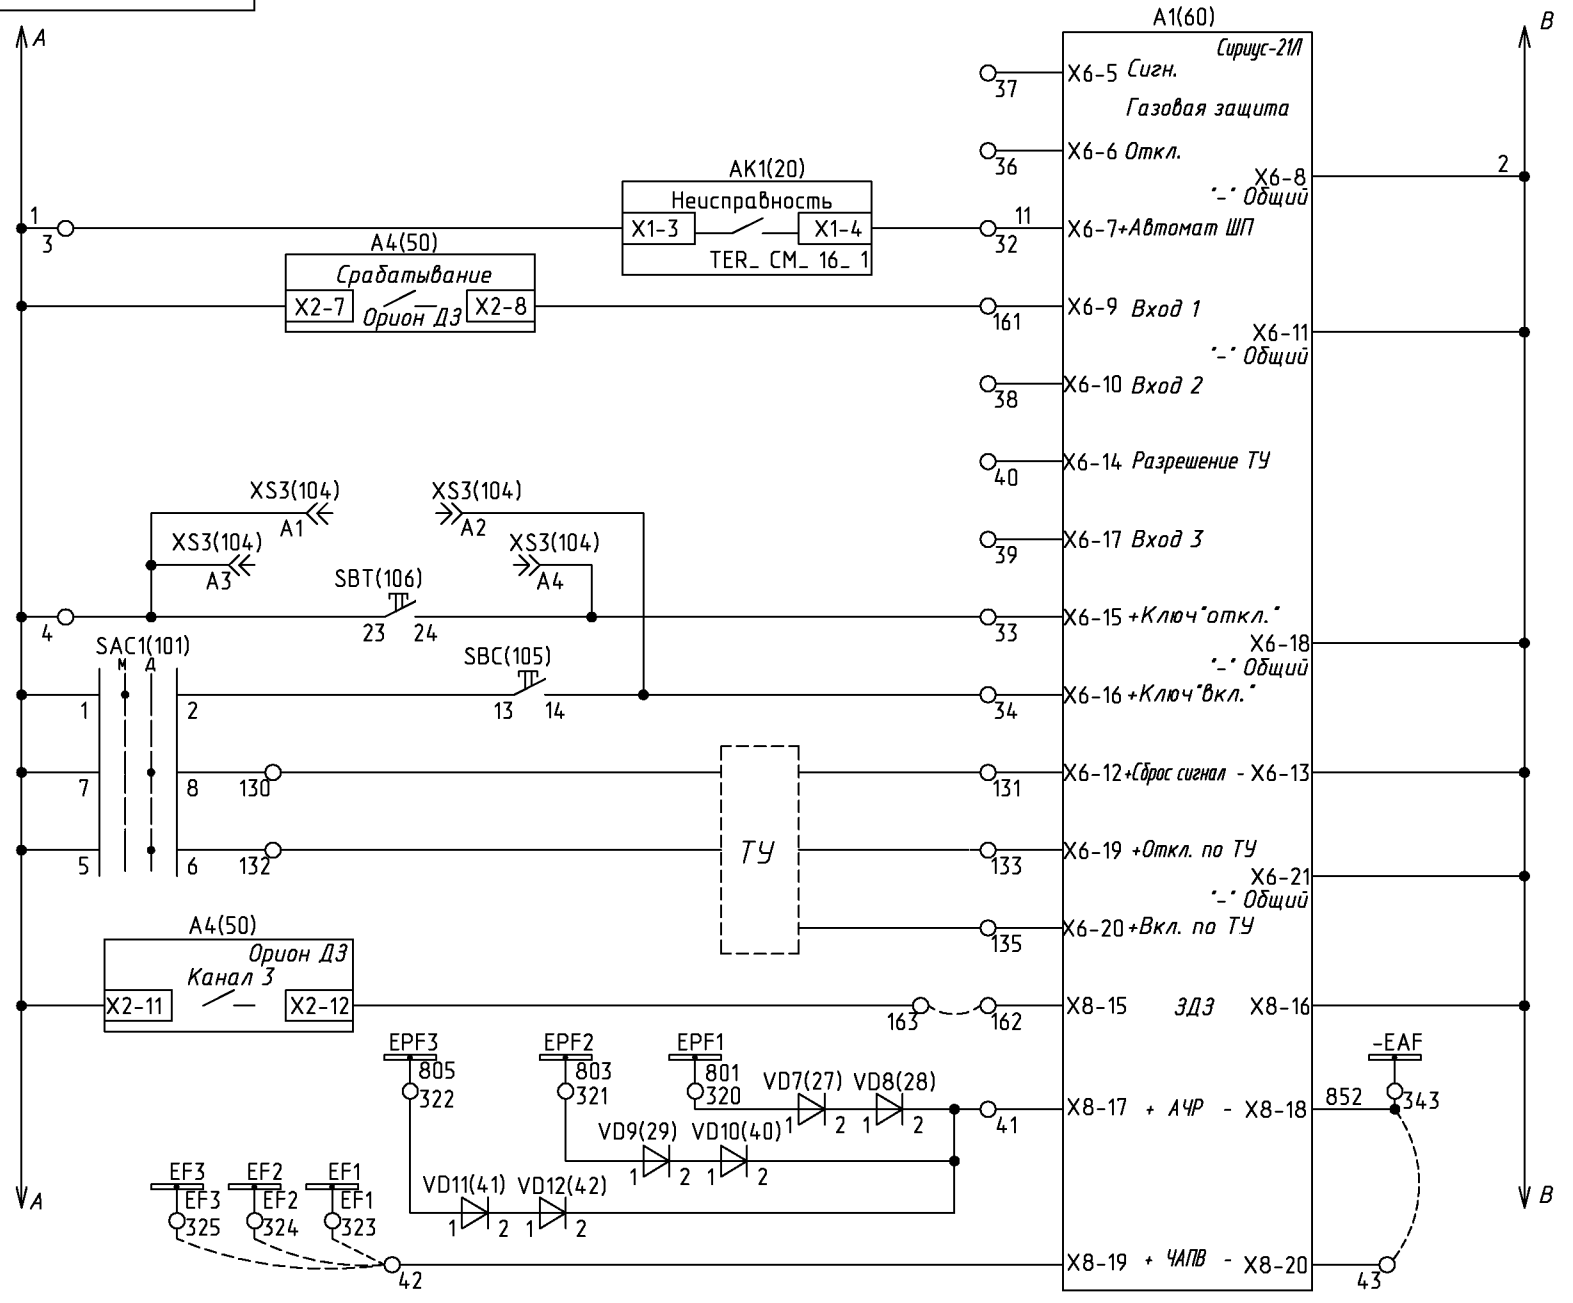 A1(60)
A
B
Сириус-21Л
37
X6-5 Сигн.
Газовая защита
36
X6-6 Откл.
X6-8
2
"-" Общий
AK1(20)
Неисправность
X1-3
X1-4
TER_ CM_ 16_ 1
1
3
11
32
X6-7 +Автомат ШП
A4(50)
Срабатывание
X2-7
X2-8
Орион ДЗ
161
X6-9 Вход 1
X6-11
"-" Общий
38
X6-10 Вход 2
40
X6-14 Разрешение ТУ
39
X6-17 Вход 3
XS3(104)
A1
XS3(104)
A2
XS3(104)
A3
XS3(104)
A4
SBT(106)
4
23
24
33
X6-15 +Ключ"откл."
X6-18
"-" Общий
SAC1(101)
М
Д
SBC(105)
1
2
13
14
34
X6-16 +Ключ"вкл."
7
8
130
131
X6-12 +Сброс сигнал - X6-13
ТУ
5
6
132
133
X6-19 +Откл. по ТУ
X6-21
"-" Общий
135
X6-20 +Вкл. по ТУ
A4(50)
Орион ДЗ
Канал 3
X2-11
X2-12
163
162
X8-15 ЗДЗ X8-16
EPF3
805
322
EPF2
803
321
EPF1
801
320
-EAF
343
VD7(27)
1
2
VD8(28)
1
2
41
X8-17 + АЧР - X8-18
852
VD9(29)
1
2
VD10(40)
1
2
VD11(41)
1
2
VD12(42)
1
2
EF3
EF3
325
EF2
EF2
324
EF1
EF1
323
A
B
42
X8-19 + ЧАПВ - X8-20
43